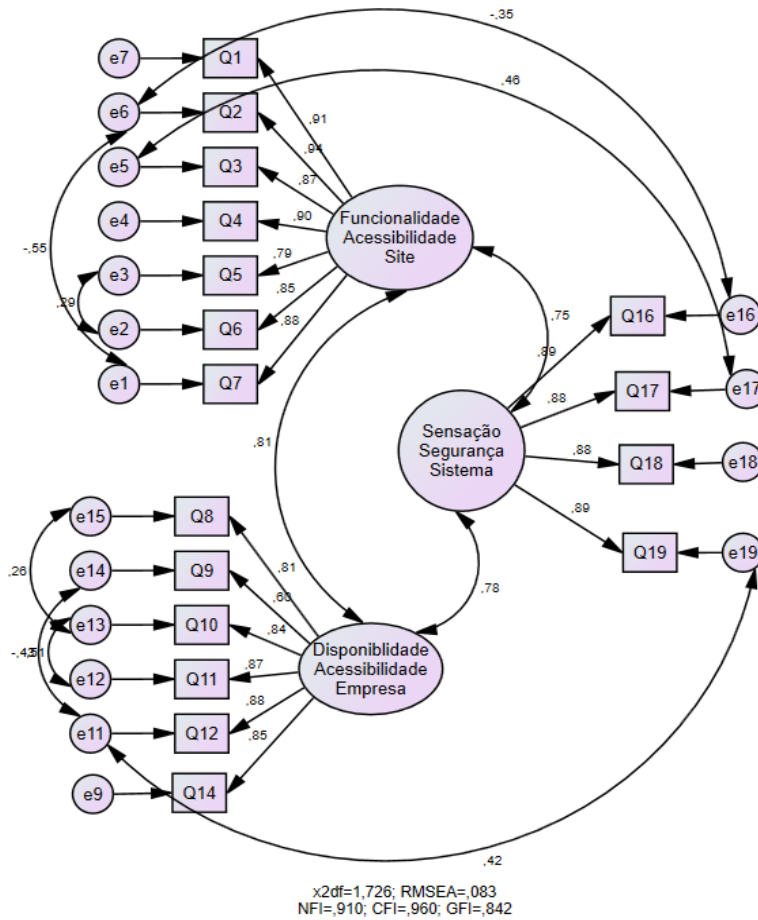 -,35
e7
Q1
,46
e6
Q2
,91
e5
Q3
,94
,87
e4
Q4
,90
Funcionalidade
Acessibilidade
Site
-,55
e3
Q5
,79
,29
e2
Q6
,85
,75
Q16
e16
e1
Q7
,88
,89
Q17
e17
,88
Sensação
Segurança
Sistema
,81
,88
Q18
e18
e15
Q8
,89
Q19
e19
,26
e14
Q9
,81
,60
,78
e13
Q10
,84
Disponiblidade
Acessibilidade
Empresa
e12
Q11
,87
e11
Q12
,88
,85
e9
Q14
,42
x2df=1,726; RMSEA=,083
NFI=,910; CFI=,960; GFI=,842